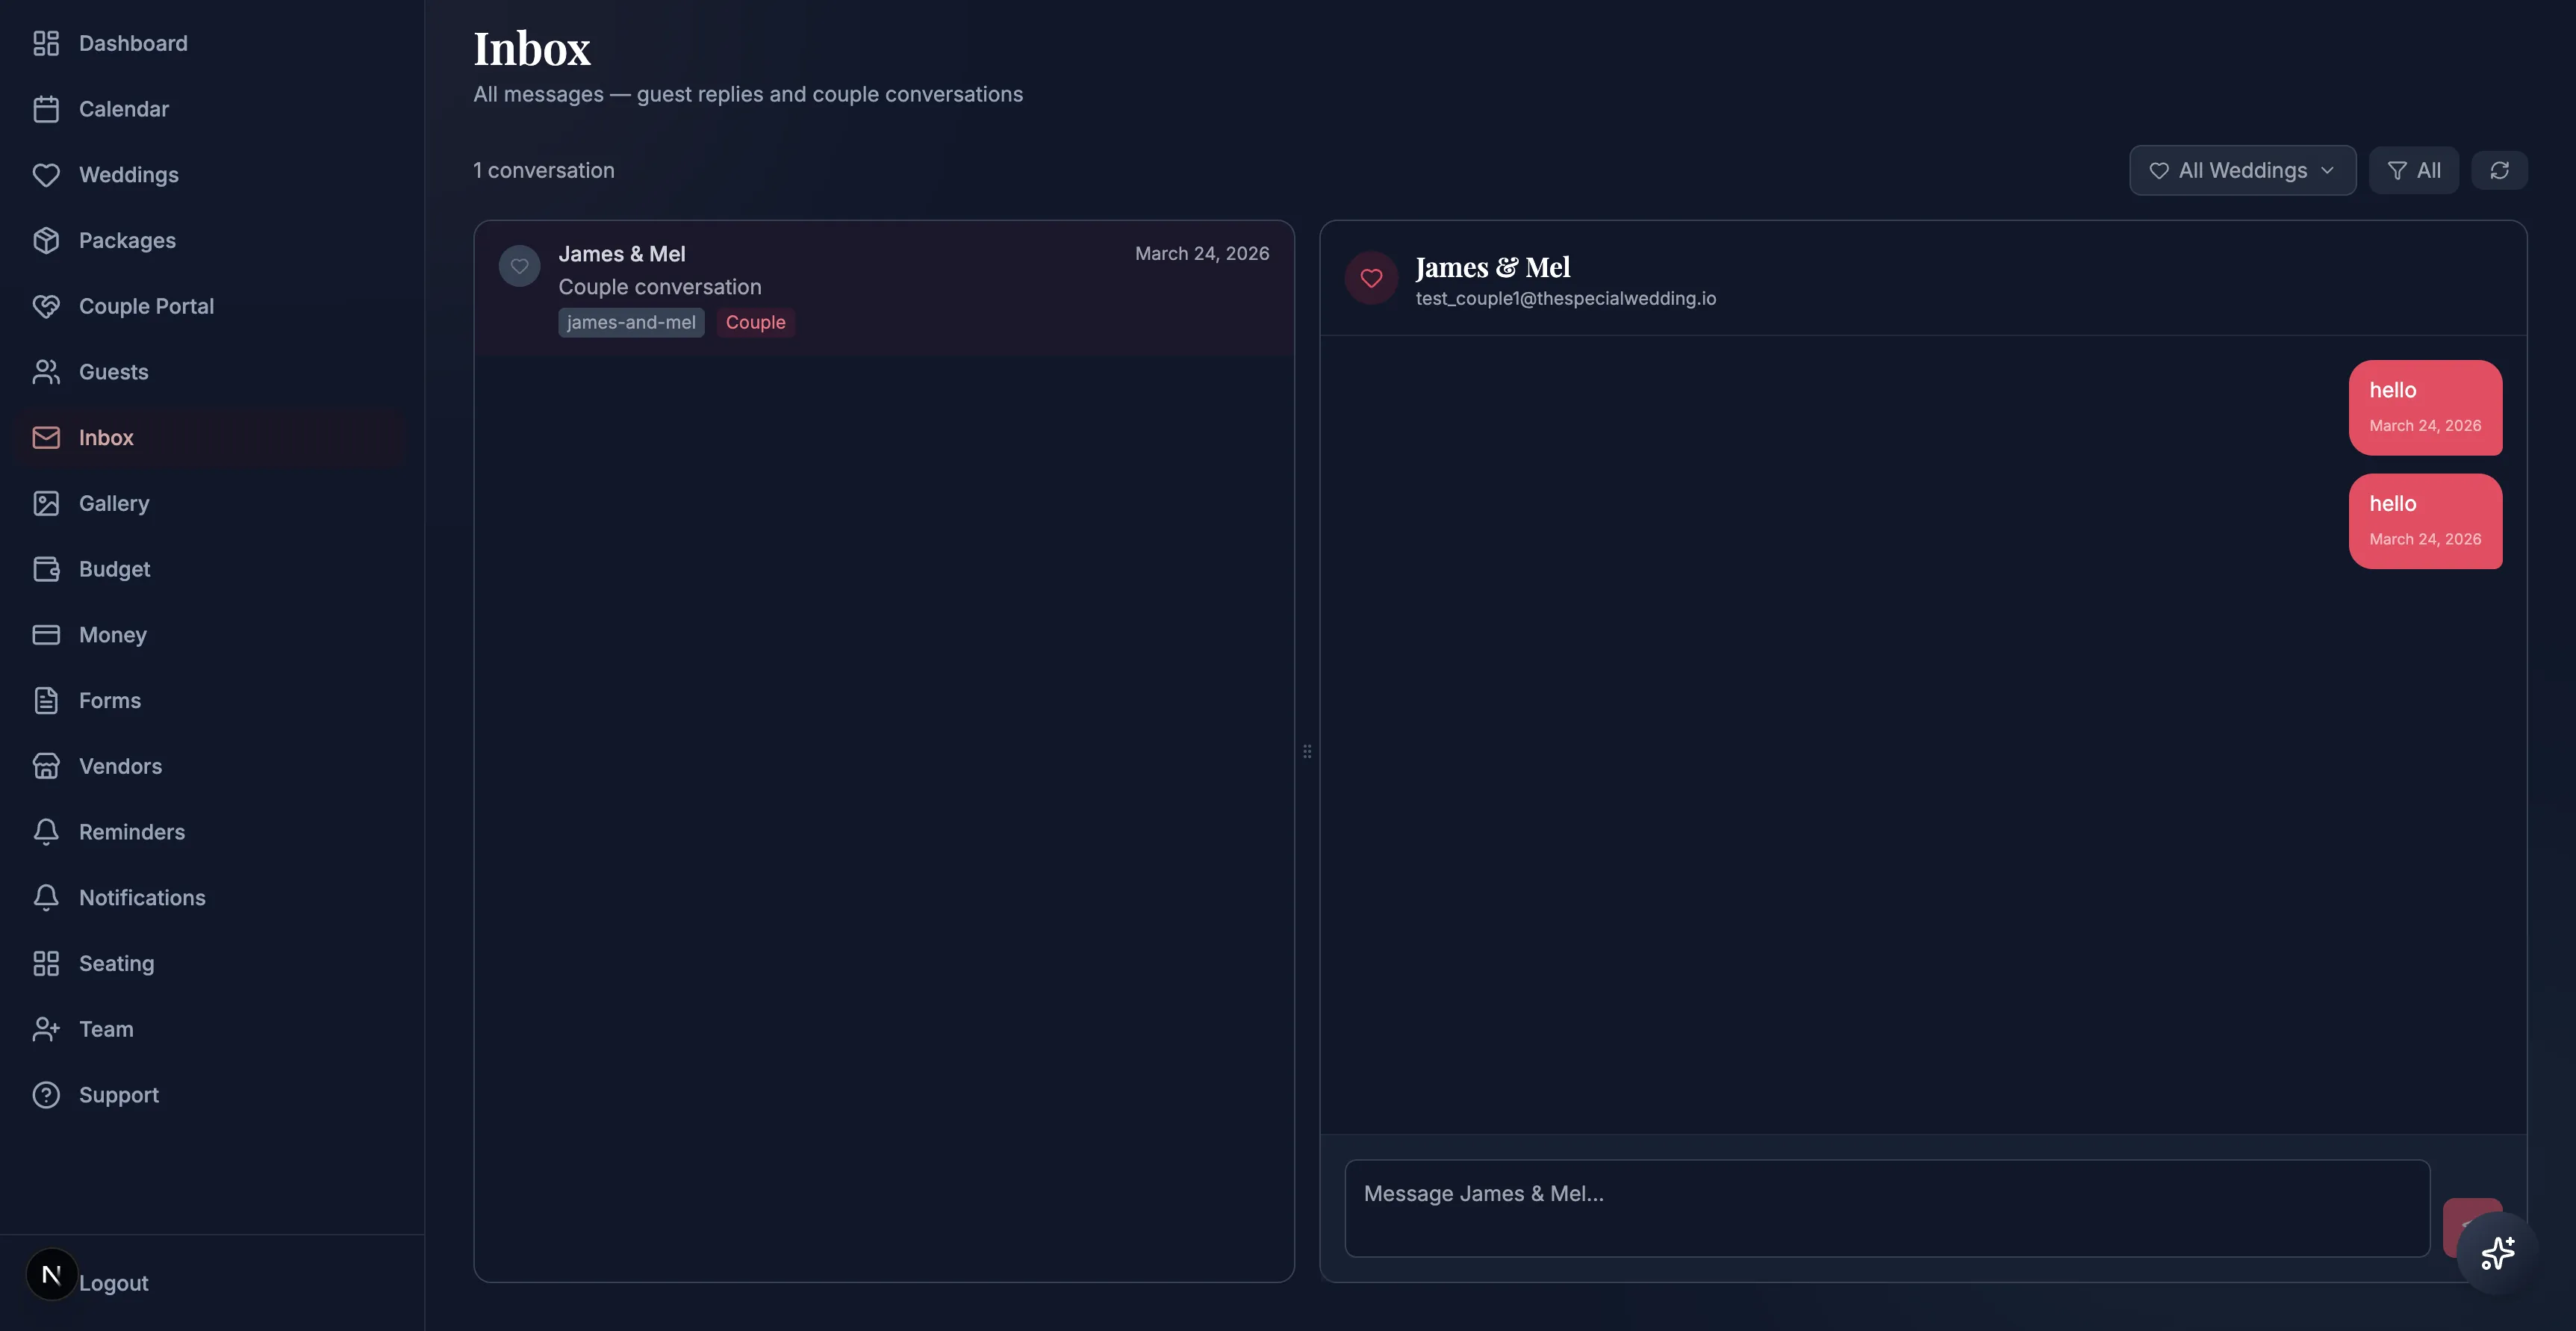 Dashboard
Calendar
Weddings
Packages
Couple Portal
Guests
Inbox
Gallery
Budget
Money
Forms
Vendors
Reminders
Notifications
Seating
Team
Support
N
Logout
Inbox
All messages — guest replies and couple conversations
1 conversation
All Weddings
All
James & Mel
March 24, 2026
Couple conversation
james-and-mel
Couple
James & Mel
test_couple1@thespecialwedding.io
hello
March 24, 2026
hello
March 24, 2026
Message James & Mel...